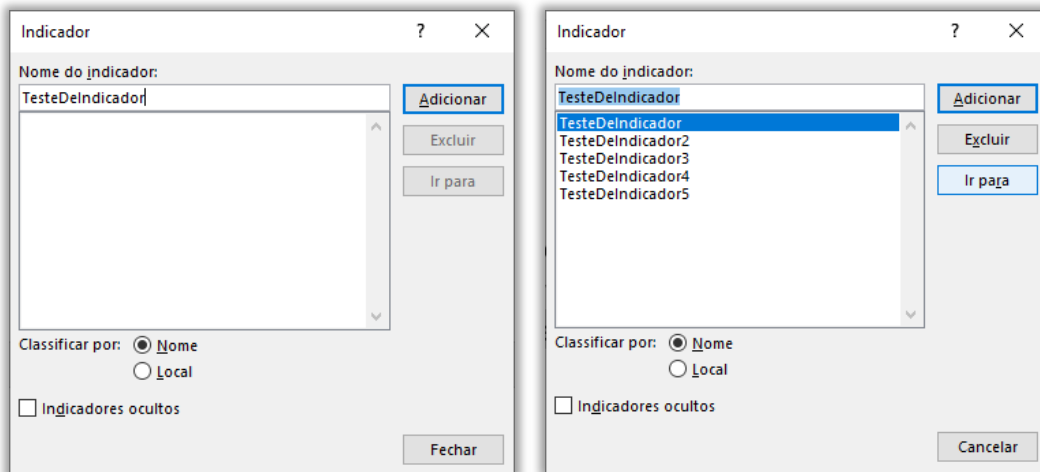 Indicador ? ×
Nome do indicador:
TesteDeIndicador
Adicionar
Excluir
Ir para
Classificar por: Nome
Local
Indicadores ocultos
Fechar
Indicador ? ×
Nome do indicador:
TesteDeIndicador
Adicionar
TesteDeIndicador
TesteDeIndicador2
TesteDeIndicador3
TesteDeIndicador4
TesteDeIndicador5
Excluir
Ir para
Classificar por: Nome
Local
Indicadores ocultos
Cancelar